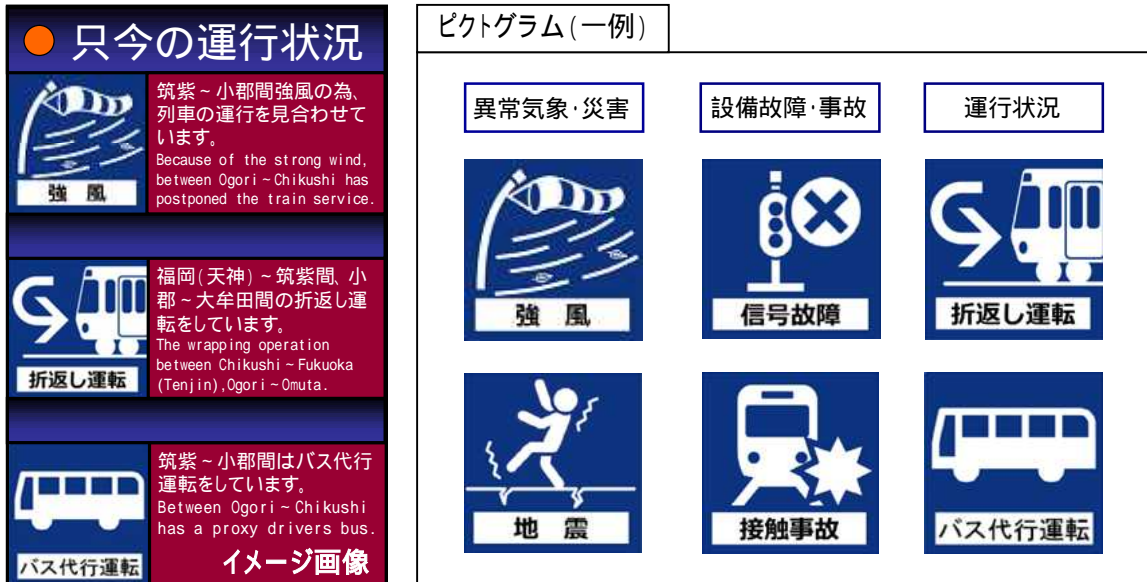 只今の運行状況
筑紫~小郡間強風の為、
列車の運行を見合わせて
います。
Because of the strong wind,
between Ogori~Chikushi has
postponed the train service.
強 風
福岡(天神)~筑紫間、小
郡~大牟田間の折返し運
転をしています。
The wrapping operation
between Chikushi~Fukuoka
(Tenjin),Ogori~Omuta.
折返し運転
筑紫~小郡間はバス代行
運転をしています。
Between Ogori~Chikushi
has a proxy drivers bus.
バス代行運転
イメージ画像
ピクトグラム(一例)
異常気象・災害
設備故障・事故
運行状況
強 風
信号故障
折返し運転
地 震
接触事故
バス代行運転